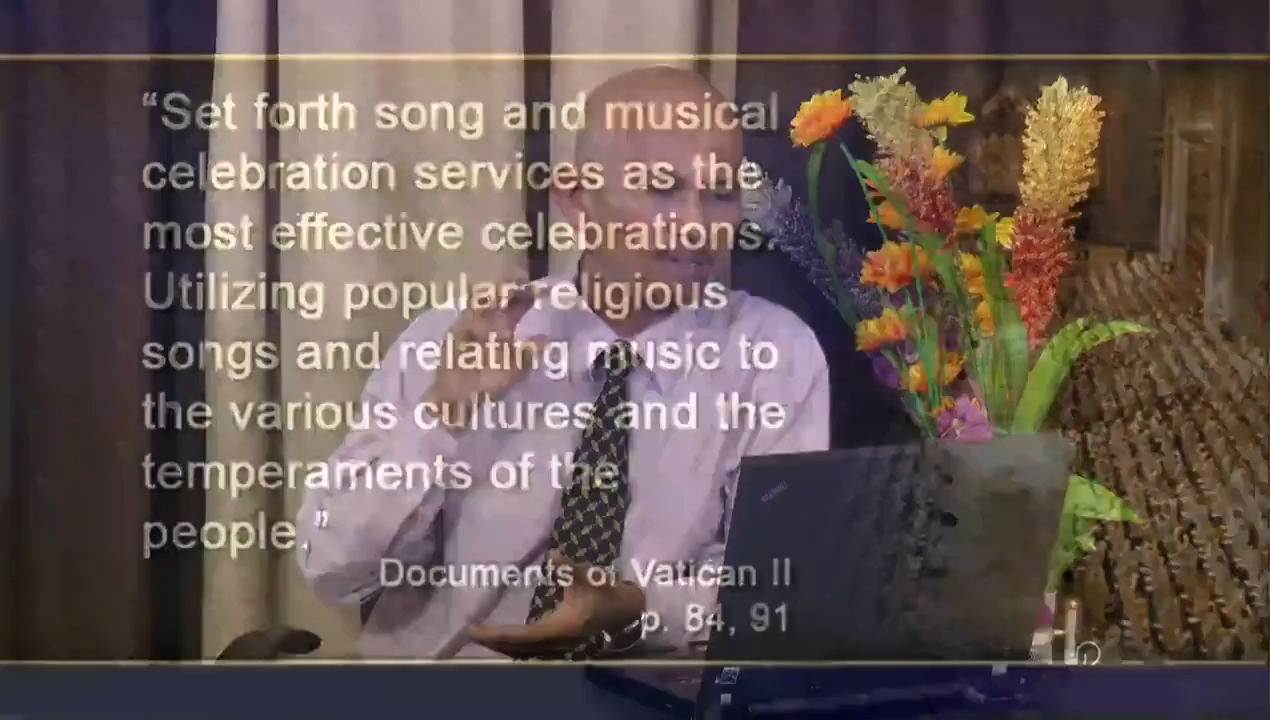 “Set forth song and musical
celebration services as the
most effective celebrations.
Utilizing popular religious
songs and relating music to
the various cultures and the
temperaments of the
people.”
Documents of Vatican II
p. 84, 91